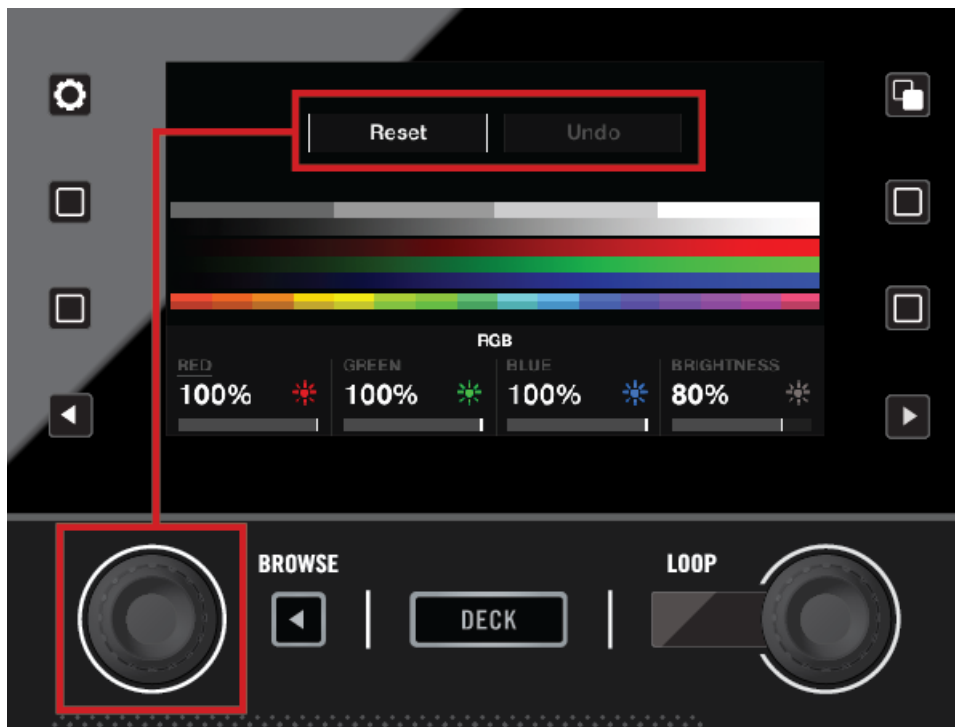 Reset Undo
RGB
RED GREEN BLUE BRIGHTNESS
100% 100% 100% 80%
BROWSE LOOP
DECK